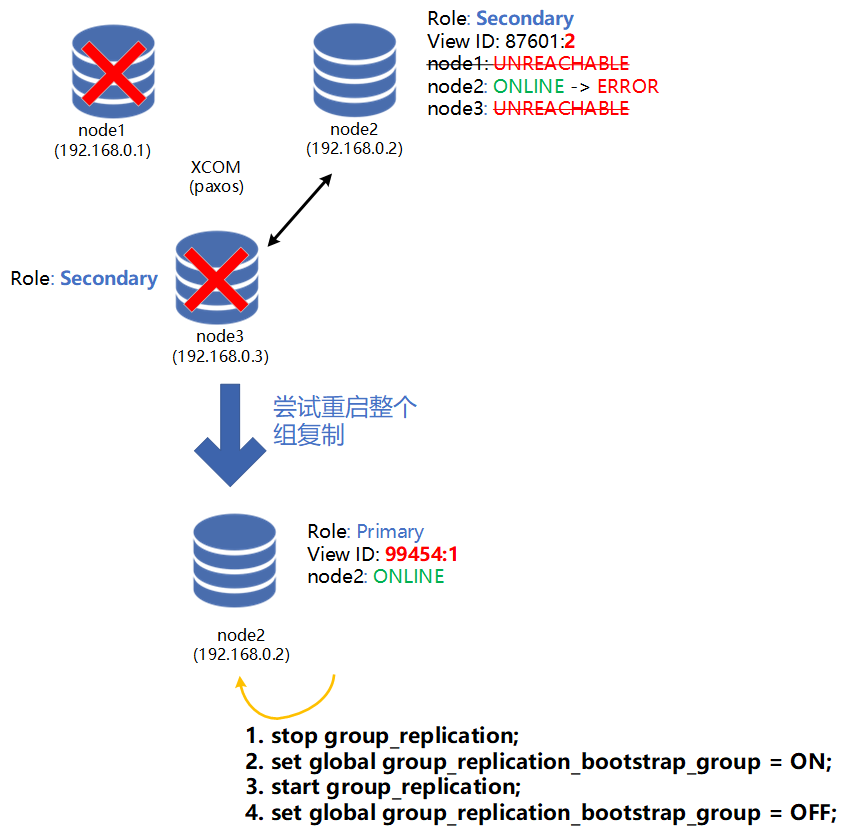 Role: Secondary
View ID: 87601:2
node1: UNREACHABLE
node2: ONLINE -> ERROR
node3: UNREACHABLE
node1
(192.168.0.1)
node2
(192.168.0.2)
XCOM
(paxos)
Role: Secondary
node3
(192.168.0.3)
尝试重启整个
组复制
Role: Primary
View ID: 99454:1
node2: ONLINE
node2
(192.168.0.2)
1. stop group_replication;
2. set global group_replication_bootstrap_group = ON;
3. start group_replication;
4. set global group_replication_bootstrap_group = OFF;